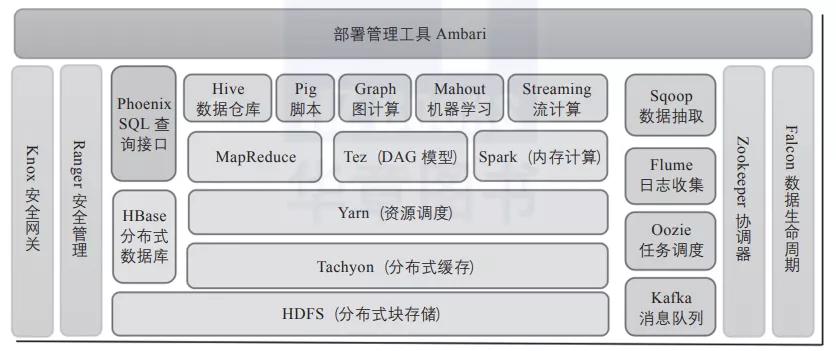 部署管理工具 Ambari
Knox 安全网关
Ranger 安全管理
Phoenix
SQL 查
询接口
HBase
分布式
数据库
Hive
数据仓库
Pig
脚本
Graph
图计算
Mahout
机器学习
Streaming
流计算
MapReduce
Tez (DAG 模型)
Spark (内存计算)
Yarn (资源调度)
Tachyon (分布式缓存)
HDFS (分布式块存储)
Sqoop
数据抽取
Flume
日志收集
Oozie
任务调度
Kafka
消息队列
Zookeeper 协调器
Falcon 数据生命周期
华章图书